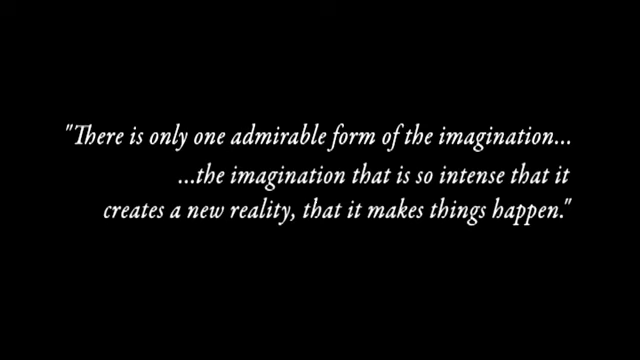 "There is only one admirable form of the imagination...
...the imagination that is so intense that it
creates a new reality, that it makes things happen."